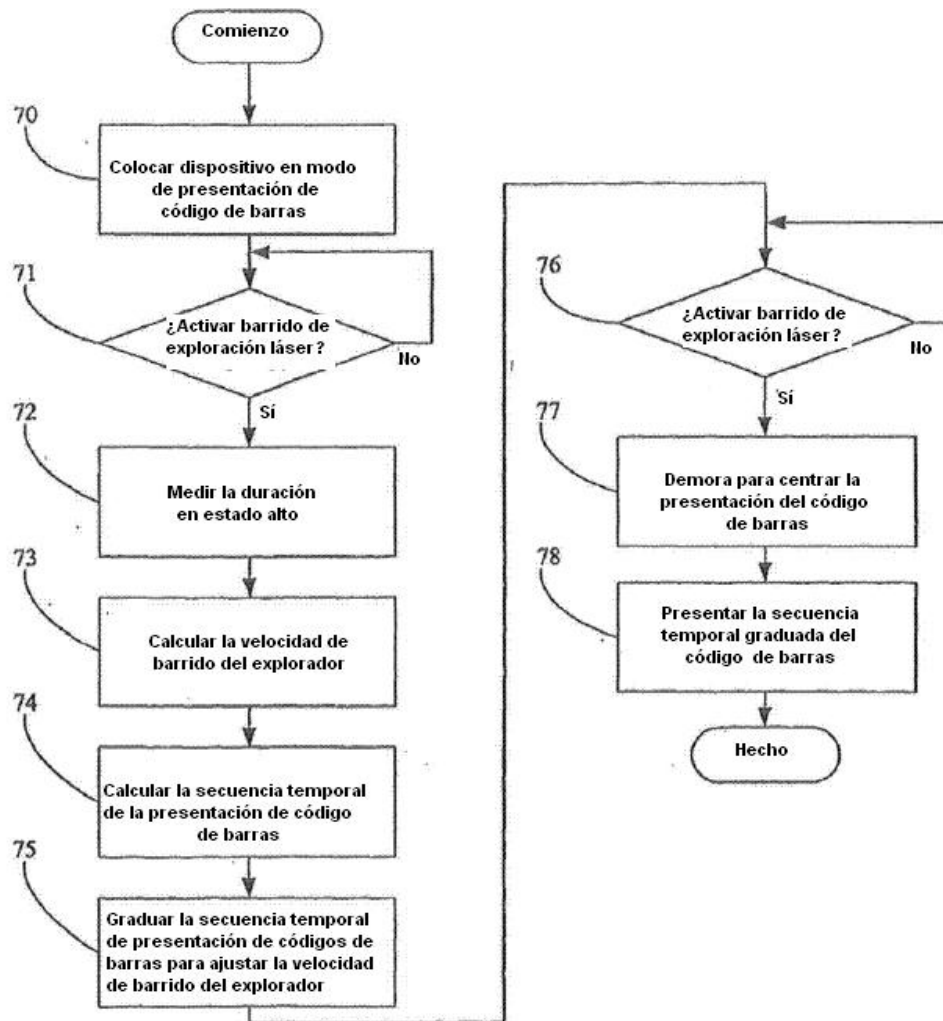 Comienzo
70
Colocar dispositivo en modo
de presentación de
código de barras
71
¿Activar barrido de
exploración láser?
No
Sí
72
Medir la duración
en estado alto
73
Calcular la velocidad de
barrido del explorador
74
Calcular la secuencia temporal
de la presentación de código
de barras
75
Graduar la secuencia temporal
de presentación de códigos de
barras para ajustar la velocidad
de barrido del explorador
76
¿Activar barrido de
exploración láser?
No
Sí
77
Demora para centrar la
presentación del código
de barras
78
Presentar la secuencia
temporal graduada del
código de barras
Hecho